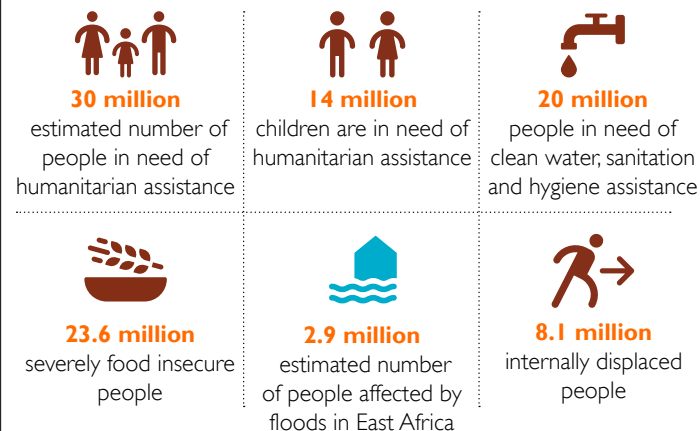 30 million
estimated number of
people in need of
humanitarian assistance
14 million
children are in need of
humanitarian assistance
20 million
people in need of
clean water, sanitation
and hygiene assistance
23.6 million
severely food insecure
people
2.9 million
estimated number
of people affected by
floods in East Africa
8.1 million
internally displaced
people